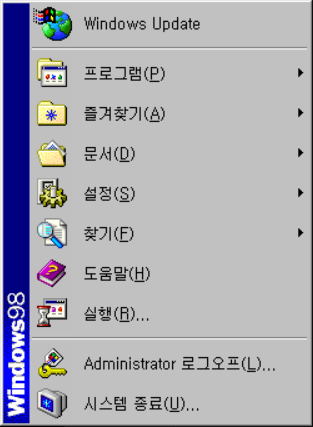 Windows Update
프로그램(P)
즐겨찾기(A)
문서(D)
설정(S)
찾기(F)
도움말(H)
실행(R)...
Administrator 로그오프(L)...
시스템 종료(U)...
Windows98